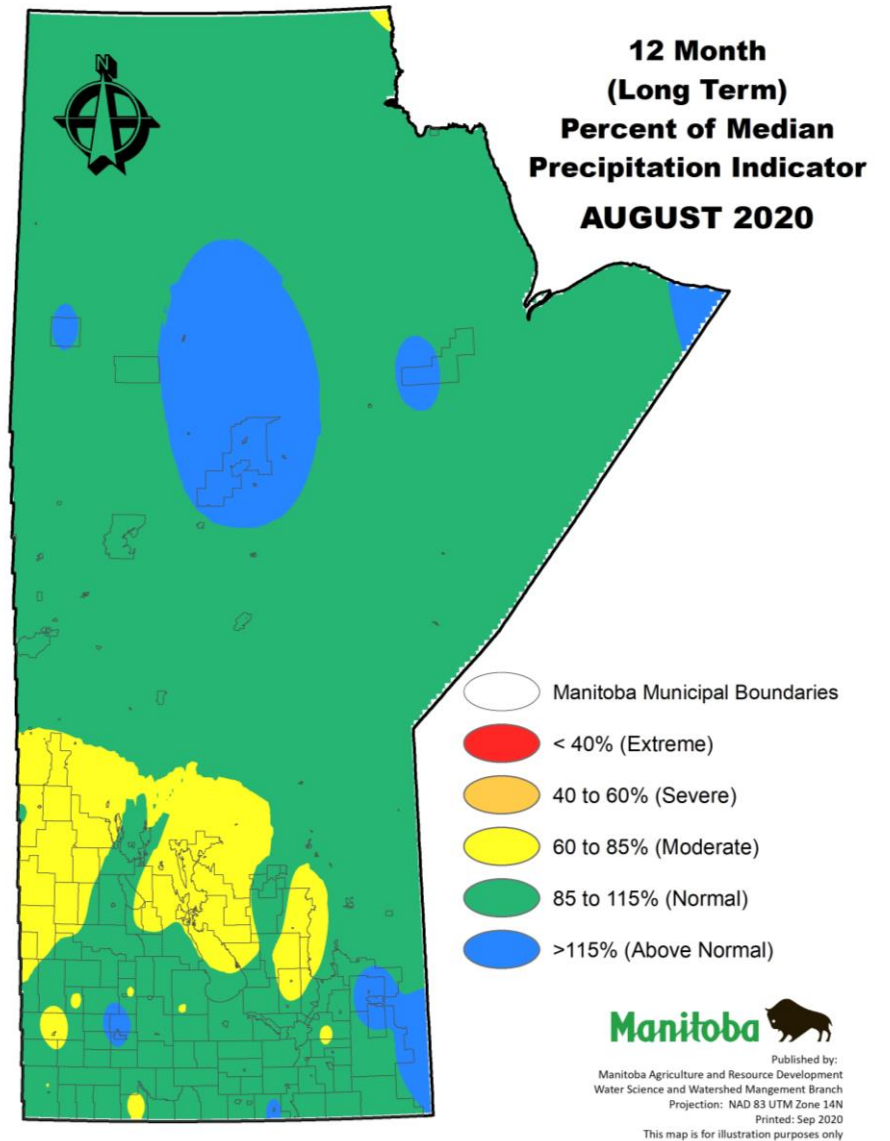 N
12 Month
(Long Term)
Percent of Median
Precipitation Indicator
AUGUST 2020
Manitoba Municipal Boundaries
< 40% (Extreme)
40 to 60% (Severe)
60 to 85% (Moderate)
85 to 115% (Normal)
>115% (Above Normal)
Manitoba
Published by:
Manitoba Agriculture and Resource Development
Water Science and Watershed Mangement Branch
Projection: NAD 83 UTM Zone 14N
Printed: Sep 2020
This map is for illustration purposes only